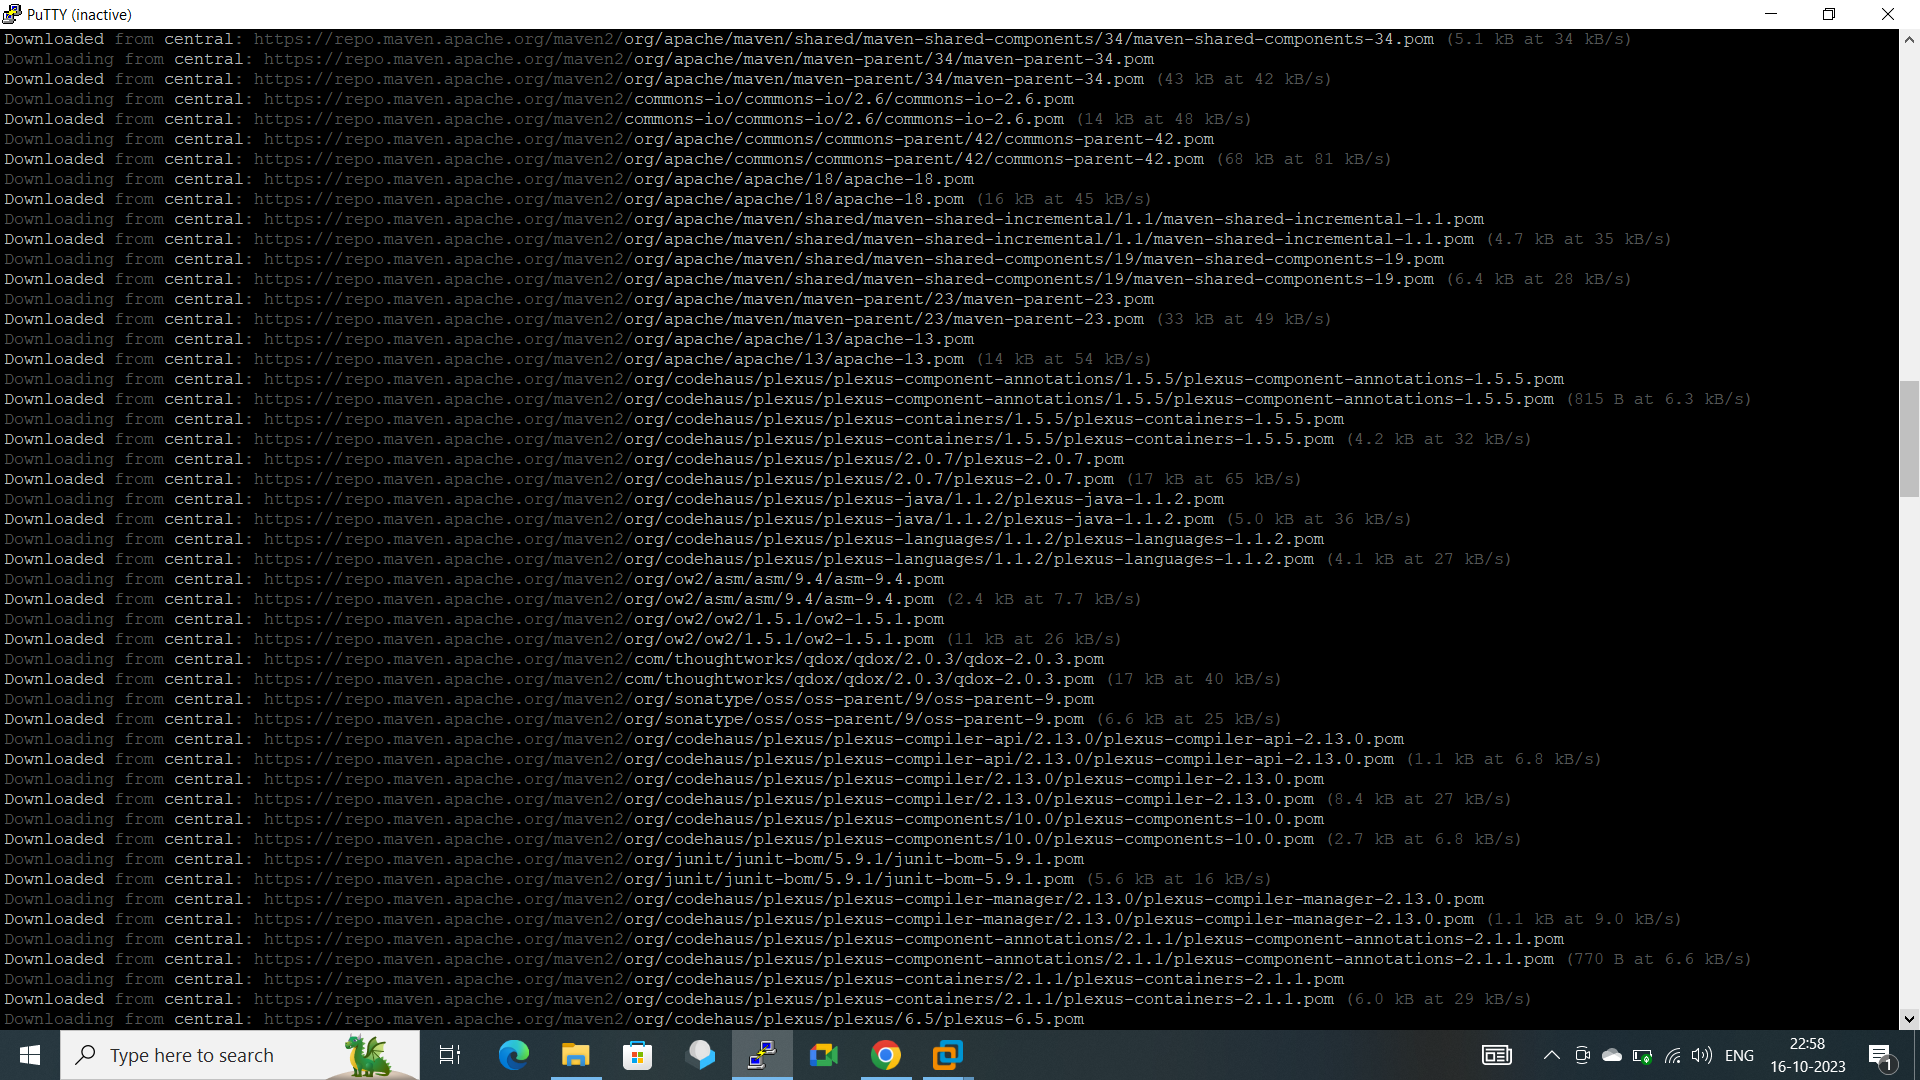 PuTTY (inactive)
Downloaded from central: https://repo.maven.apache.org/maven2/org/apache/maven/shared/maven-shared-components/34/maven-shared-components-34.pom (5.1 kB at 34 kB/s)
Downloading from central: https://repo.maven.apache.org/maven2/org/apache/maven/maven-parent/34/maven-parent-34.pom
Downloaded from central: https://repo.maven.apache.org/maven2/org/apache/maven/maven-parent/34/maven-parent-34.pom (43 kB at 42 kB/s)
Downloading from central: https://repo.maven.apache.org/maven2/commons-io/commons-io/2.6/commons-io-2.6.pom
Downloaded from central: https://repo.maven.apache.org/maven2/commons-io/commons-io/2.6/commons-io-2.6.pom (14 kB at 48 kB/s)
Downloading from central: https://repo.maven.apache.org/maven2/org/apache/commons/commons-parent/42/commons-parent-42.pom
Downloaded from central: https://repo.maven.apache.org/maven2/org/apache/commons/commons-parent/42/commons-parent-42.pom (68 kB at 81 kB/s)
Downloading from central: https://repo.maven.apache.org/maven2/org/apache/apache/18/apache-18.pom
Downloaded from central: https://repo.maven.apache.org/maven2/org/apache/apache/18/apache-18.pom (16 kB at 45 kB/s)
Downloading from central: https://repo.maven.apache.org/maven2/org/apache/maven/shared/maven-shared-incremental/1.1/maven-shared-incremental-1.1.pom
Downloaded from central: https://repo.maven.apache.org/maven2/org/apache/maven/shared/maven-shared-incremental/1.1/maven-shared-incremental-1.1.pom (4.7 kB at 35 kB/s)
Downloading from central: https://repo.maven.apache.org/maven2/org/apache/maven/shared/maven-shared-components/19/maven-shared-components-19.pom
Downloaded from central: https://repo.maven.apache.org/maven2/org/apache/maven/shared/maven-shared-components/19/maven-shared-components-19.pom (6.4 kB at 28 kB/s)
Downloading from central: https://repo.maven.apache.org/maven2/org/apache/maven/maven-parent/23/maven-parent-23.pom
Downloaded from central: https://repo.maven.apache.org/maven2/org/apache/maven/maven-parent/23/maven-parent-23.pom (33 kB at 49 kB/s)
Downloading from central: https://repo.maven.apache.org/maven2/org/apache/apache/13/apache-13.pom
Downloaded from central: https://repo.maven.apache.org/maven2/org/apache/apache/13/apache-13.pom (14 kB at 54 kB/s)
Downloading from central: https://repo.maven.apache.org/maven2/org/codehaus/plexus/plexus-component-annotations/1.5.5/plexus-component-annotations-1.5.5.pom
Downloaded from central: https://repo.maven.apache.org/maven2/org/codehaus/plexus/plexus-component-annotations/1.5.5/plexus-component-annotations-1.5.5.pom (815 B at 6.3 kB/s)
Downloading from central: https://repo.maven.apache.org/maven2/org/codehaus/plexus/plexus-containers/1.5.5/plexus-containers-1.5.5.pom
Downloaded from central: https://repo.maven.apache.org/maven2/org/codehaus/plexus/plexus-containers/1.5.5/plexus-containers-1.5.5.pom (4.2 kB at 32 kB/s)
Downloading from central: https://repo.maven.apache.org/maven2/org/codehaus/plexus/plexus/2.0.7/plexus-2.0.7.pom
Downloaded from central: https://repo.maven.apache.org/maven2/org/codehaus/plexus/plexus/2.0.7/plexus-2.0.7.pom (17 kB at 65 kB/s)
Downloading from central: https://repo.maven.apache.org/maven2/org/codehaus/plexus/plexus-java/1.1.2/plexus-java-1.1.2.pom
Downloaded from central: https://repo.maven.apache.org/maven2/org/codehaus/plexus/plexus-java/1.1.2/plexus-java-1.1.2.pom (5.0 kB at 36 kB/s)
Downloading from central: https://repo.maven.apache.org/maven2/org/codehaus/plexus/plexus-languages/1.1.2/plexus-languages-1.1.2.pom
Downloaded from central: https://repo.maven.apache.org/maven2/org/codehaus/plexus/plexus-languages/1.1.2/plexus-languages-1.1.2.pom (4.1 kB at 27 kB/s)
Downloading from central: https://repo.maven.apache.org/maven2/org/ow2/asm/asm/9.4/asm-9.4.pom
Downloaded from central: https://repo.maven.apache.org/maven2/org/ow2/asm/asm/9.4/asm-9.4.pom (2.4 kB at 7.7 kB/s)
Downloading from central: https://repo.maven.apache.org/maven2/org/ow2/ow2/1.5.1/ow2-1.5.1.pom
Downloaded from central: https://repo.maven.apache.org/maven2/org/ow2/ow2/1.5.1/ow2-1.5.1.pom (11 kB at 26 kB/s)
Downloading from central: https://repo.maven.apache.org/maven2/com/thoughtworks/qdox/qdox/2.0.3/qdox-2.0.3.pom
Downloaded from central: https://repo.maven.apache.org/maven2/com/thoughtworks/qdox/qdox/2.0.3/qdox-2.0.3.pom (17 kB at 40 kB/s)
Downloading from central: https://repo.maven.apache.org/maven2/org/sonatype/oss/oss-parent/9/oss-parent-9.pom
Downloaded from central: https://repo.maven.apache.org/maven2/org/sonatype/oss/oss-parent/9/oss-parent-9.pom (6.6 kB at 25 kB/s)
Downloading from central: https://repo.maven.apache.org/maven2/org/codehaus/plexus/plexus-compiler-api/2.13.0/plexus-compiler-api-2.13.0.pom
Downloaded from central: https://repo.maven.apache.org/maven2/org/codehaus/plexus/plexus-compiler-api/2.13.0/plexus-compiler-api-2.13.0.pom (1.1 kB at 6.8 kB/s)
Downloading from central: https://repo.maven.apache.org/maven2/org/codehaus/plexus/plexus-compiler/2.13.0/plexus-compiler-2.13.0.pom
Downloaded from central: https://repo.maven.apache.org/maven2/org/codehaus/plexus/plexus-compiler/2.13.0/plexus-compiler-2.13.0.pom (8.4 kB at 27 kB/s)
Downloading from central: https://repo.maven.apache.org/maven2/org/codehaus/plexus/plexus-components/10.0/plexus-components-10.0.pom
Downloaded from central: https://repo.maven.apache.org/maven2/org/codehaus/plexus/plexus-components/10.0/plexus-components-10.0.pom (2.7 kB at 6.8 kB/s)
Downloading from central: https://repo.maven.apache.org/maven2/org/junit/junit-bom/5.9.1/junit-bom-5.9.1.pom
Downloaded from central: https://repo.maven.apache.org/maven2/org/junit/junit-bom/5.9.1/junit-bom-5.9.1.pom (5.6 kB at 16 kB/s)
Downloading from central: https://repo.maven.apache.org/maven2/org/codehaus/plexus/plexus-compiler-manager/2.13.0/plexus-compiler-manager-2.13.0.pom
Downloaded from central: https://repo.maven.apache.org/maven2/org/codehaus/plexus/plexus-compiler-manager/2.13.0/plexus-compiler-manager-2.13.0.pom (1.1 kB at 9.0 kB/s)
Downloading from central: https://repo.maven.apache.org/maven2/org/codehaus/plexus/plexus-component-annotations/2.1.1/plexus-component-annotations-2.1.1.pom
Downloaded from central: https://repo.maven.apache.org/maven2/org/codehaus/plexus/plexus-component-annotations/2.1.1/plexus-component-annotations-2.1.1.pom (770 B at 6.6 kB/s)
Downloading from central: https://repo.maven.apache.org/maven2/org/codehaus/plexus/plexus-containers/2.1.1/plexus-containers-2.1.1.pom
Downloaded from central: https://repo.maven.apache.org/maven2/org/codehaus/plexus/plexus-containers/2.1.1/plexus-containers-2.1.1.pom (6.0 kB at 29 kB/s)
Downloading from central: https://repo.maven.apache.org/maven2/org/codehaus/plexus/plexus/6.5/plexus-6.5.pom
Type here to search
ENG
22:58
16-10-2023
1